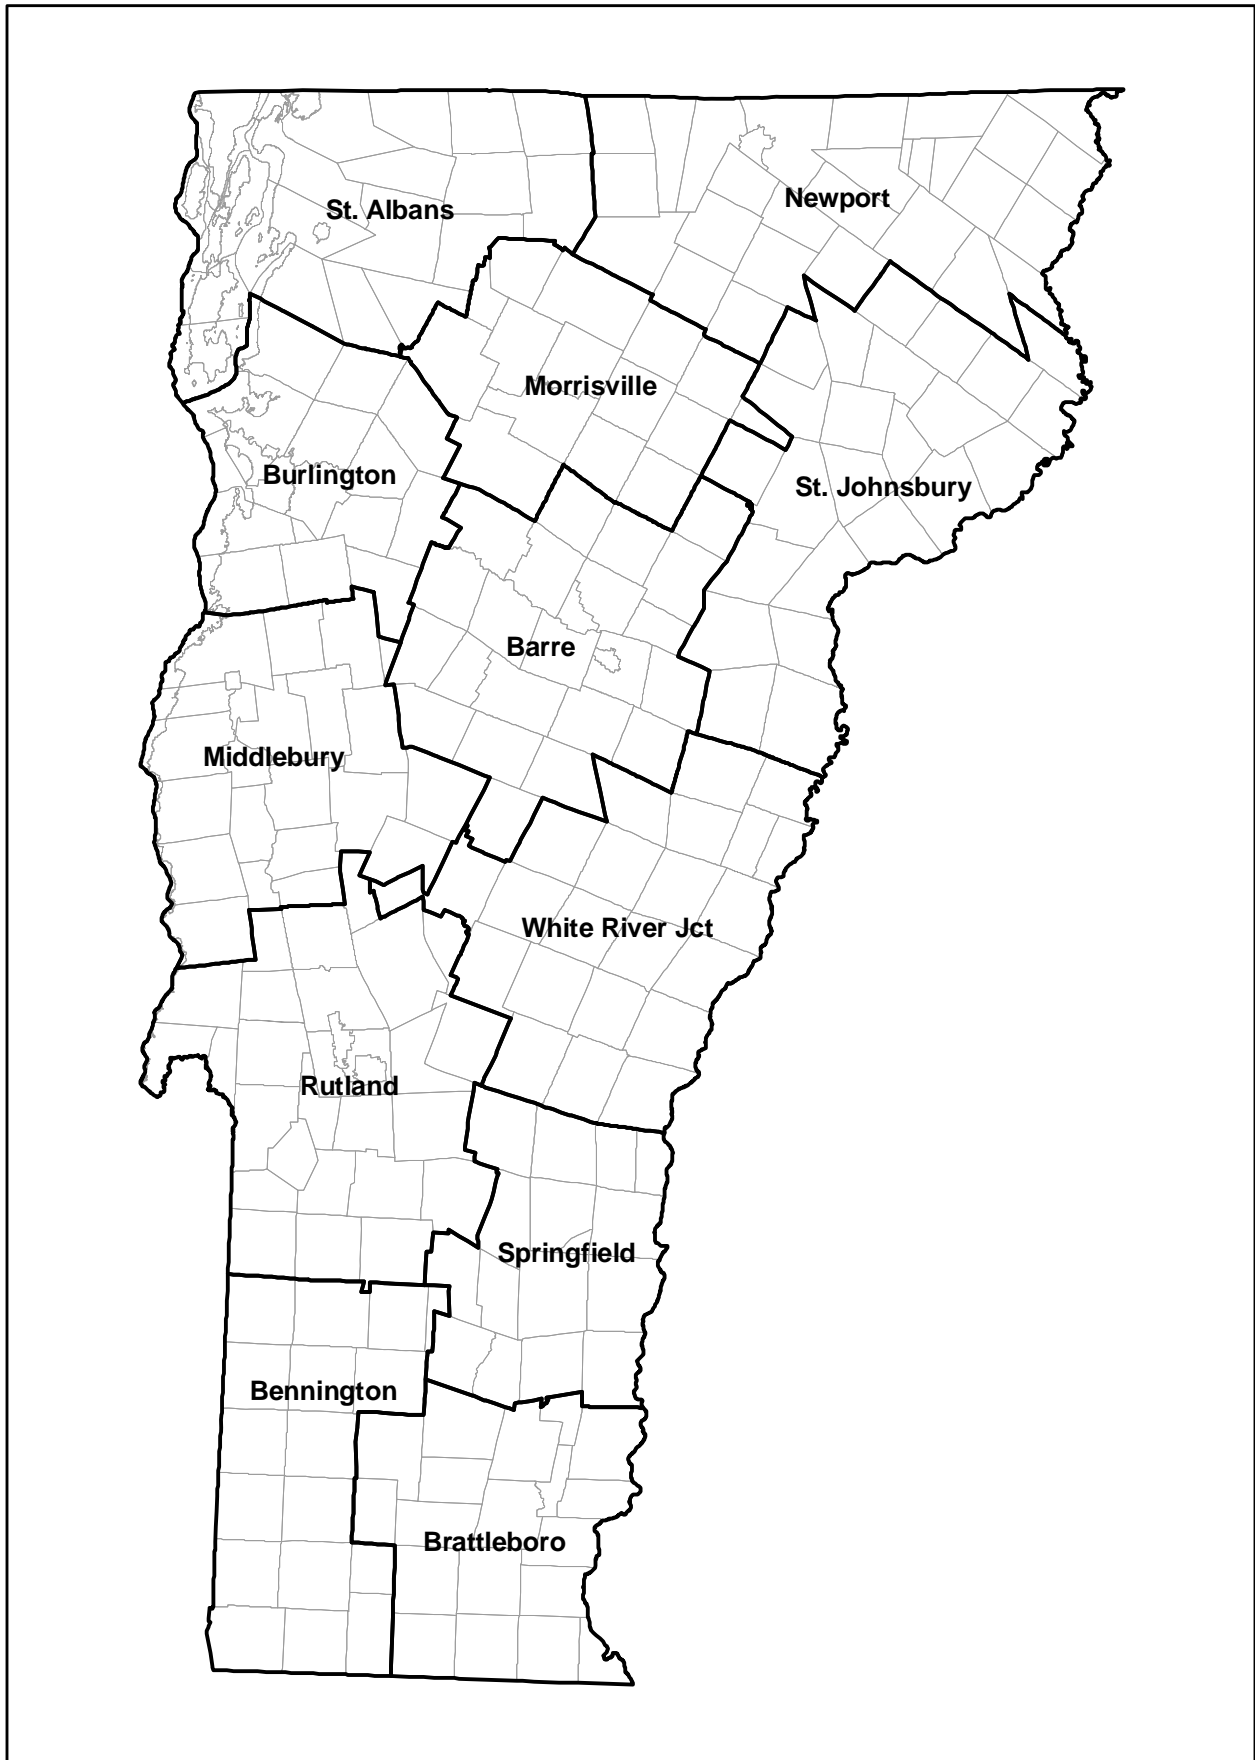 Newport
St. Albans
Morrisville
Burlington
St. Johnsbury
Barre
Middlebury
White River Jct
Rutland
Springfield
Bennington
Brattleboro